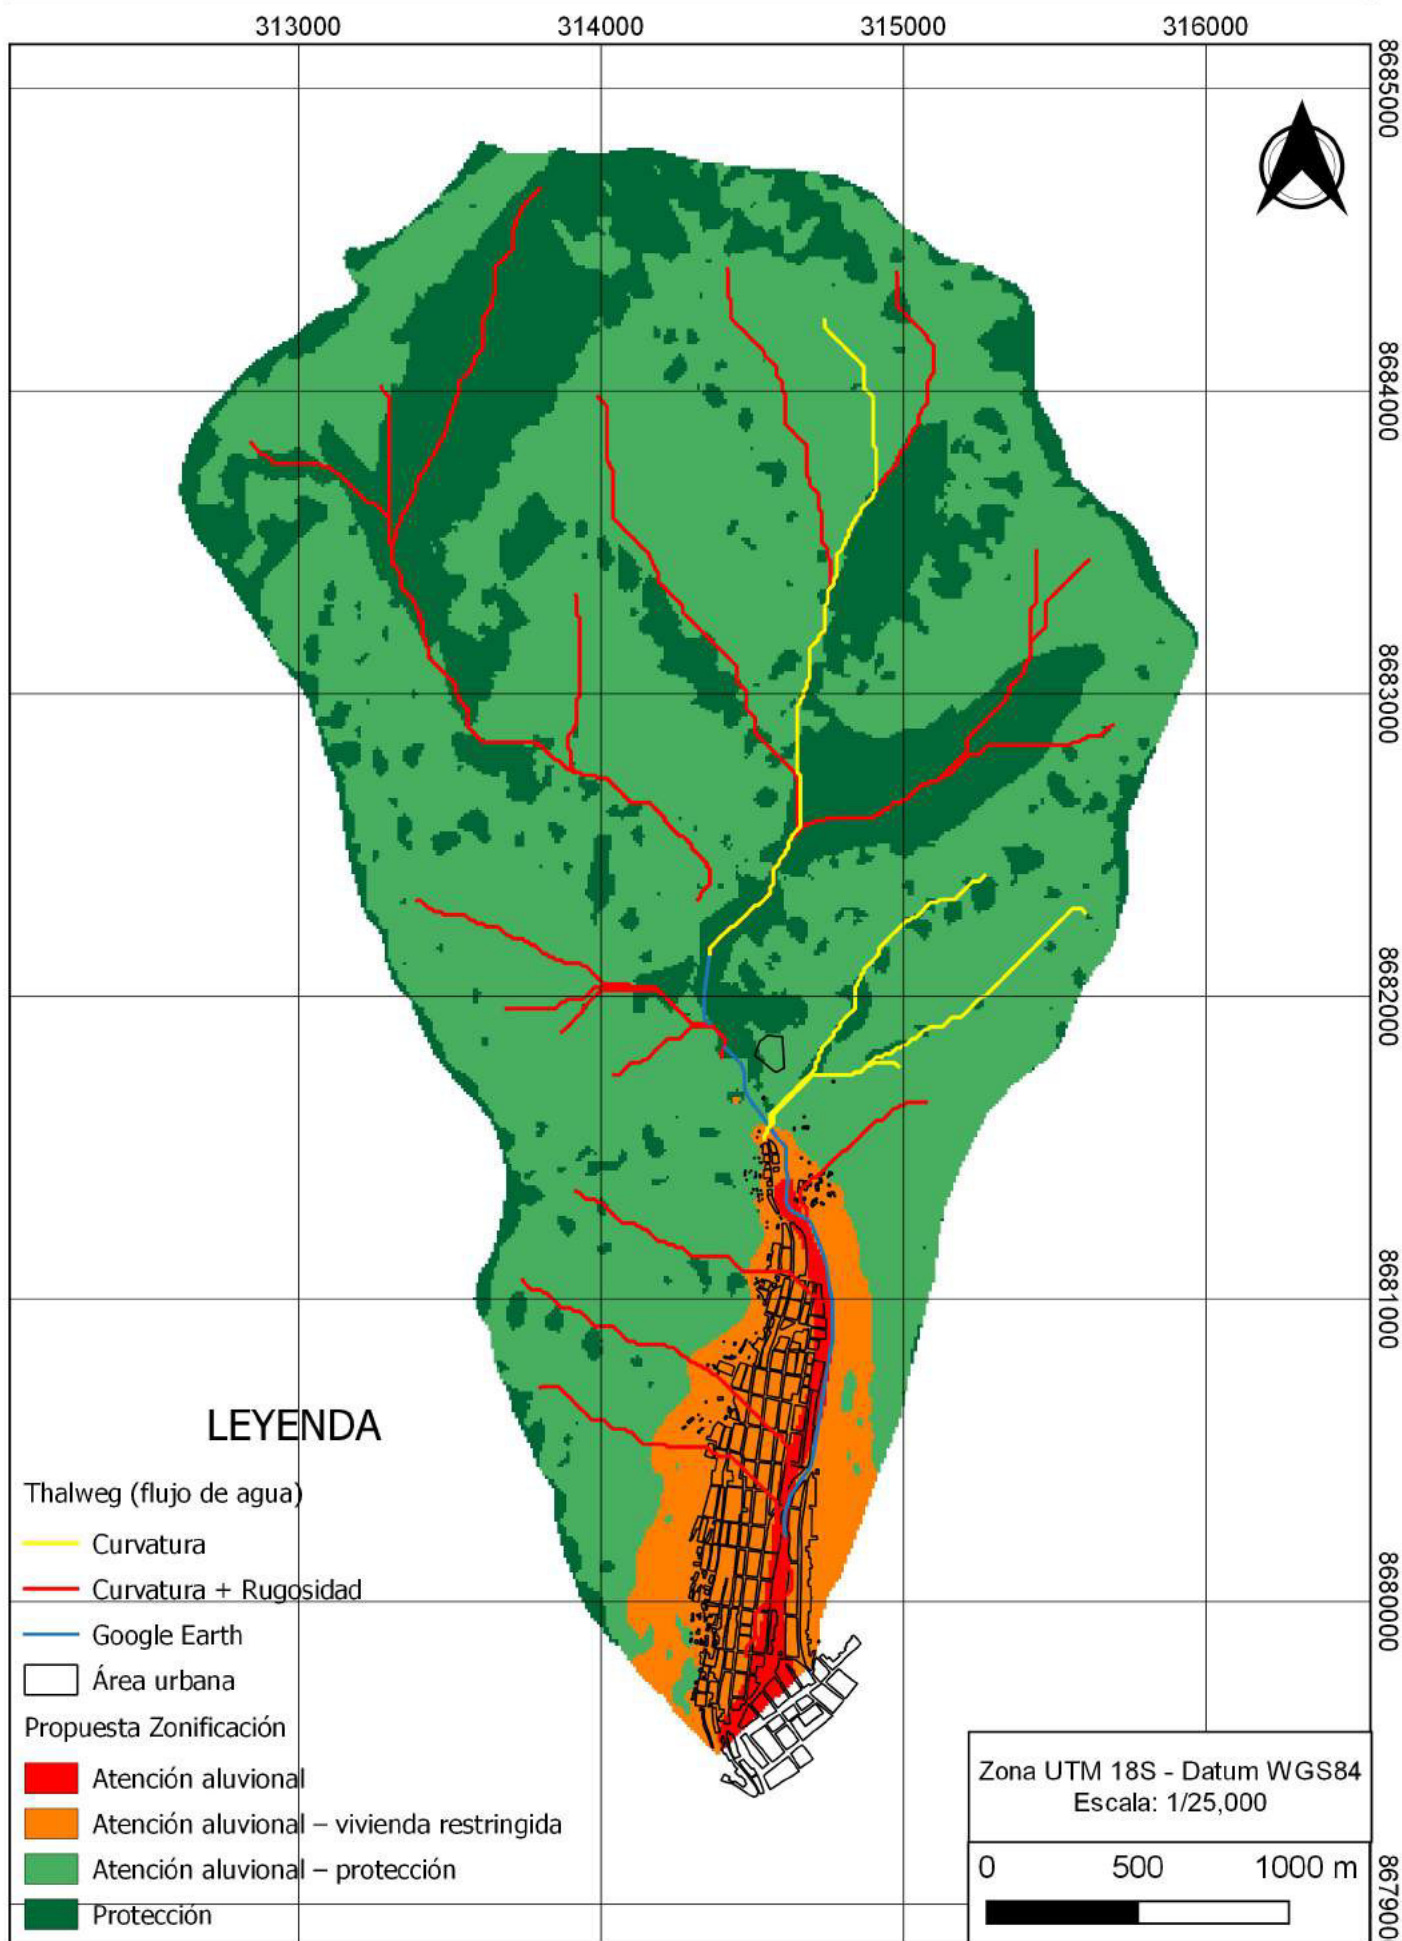 313000 314000 315000 316000
8685000
8684000
8683000
8682000
8681000
8680000
8679000
LEYENDA
Thalweg (flujo de agua)
Curvatura
Curvatura + Rugosidad
Google Earth
Área urbana
Propuesta Zonificación
Atención aluvional
Atención aluvional – vivienda restringida
Atención aluvional – protección
Protección
Zona UTM 18S - Datum WGS84
Escala: 1/25,000
0 500 1000 m